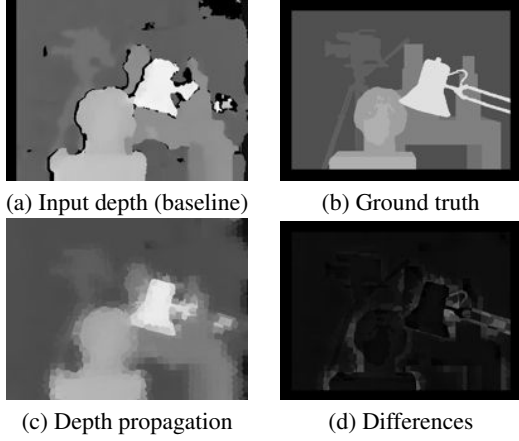 (a) Input depth (baseline)
(b) Ground truth
(c) Depth propagation
(d) Differences